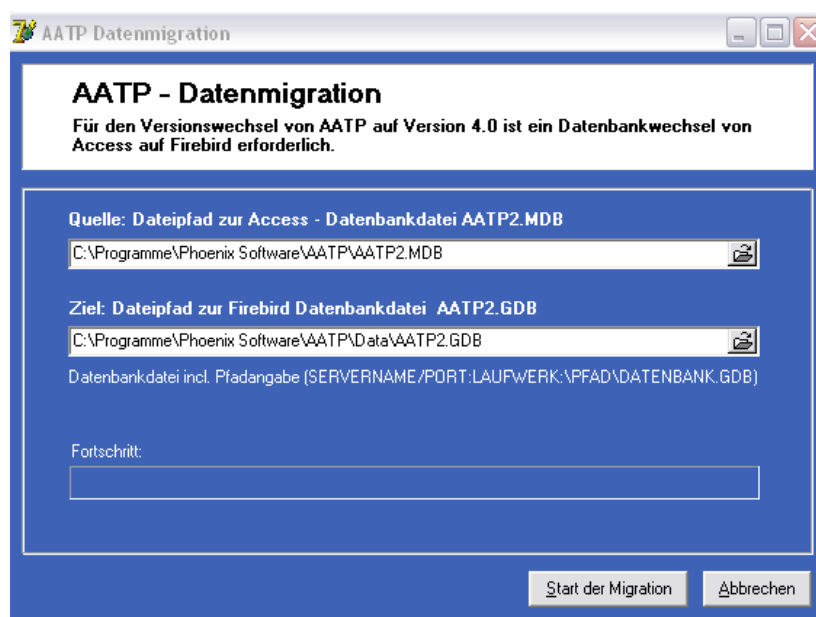 AATP Datenmigration
AATP - Datenmigration
Für den Versionswechsel von AATP auf Version 4.0 ist ein Datenbankwechsel von
Access auf Firebird erforderlich.
Quelle: Dateipfad zur Access - Datenbankdatei AATP2.MDB
C:\Programme\Phoenix Software\AATP\AATP2.MDB
Ziel: Dateipfad zur Firebird Datenbankdatei AATP2.GDB
C:\Programme\Phoenix Software\AATP\Data\AATP2.GDB
Datenbankdatei incl. Pfadangabe (SERVERNAME/PORT:LAUFWERK:\PFAD\DATENBANK.GDB)
Fortschritt:
Start der Migration Abbrechen